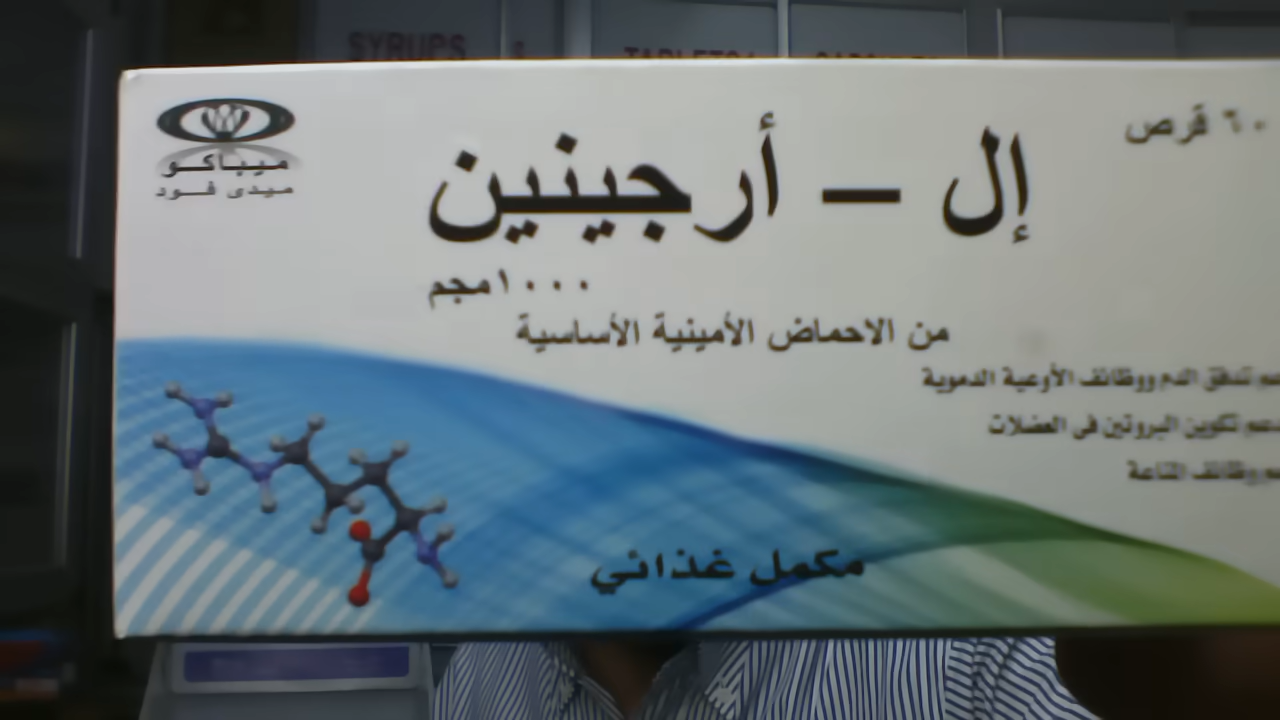 SYRUPS
ميباكو
ميدى فود
٦٠ قرص
إل – أرجينين
١٠٠٠مجم
من الاحماض الأمينية الأساسية
تدفق الدم ووظائف الأوعية الدموية
تكوين البروتين فى العضلات
مكمل غذائي